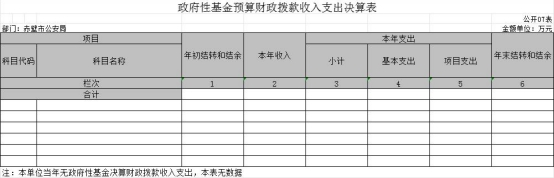 政府性基金预算财政拨款收入支出决算表
公开07表
部门：赤壁市公安局 金额单位：万元
项目 年初结转和结余 本年收入 本年支出 年末结转和结余
科目代码 科目名称 小计 基本支出 项目支出
栏次 1 2 3 4 5 6
合计
注：本单位当年无政府性基金决算财政拨款收入支出，本表无数据